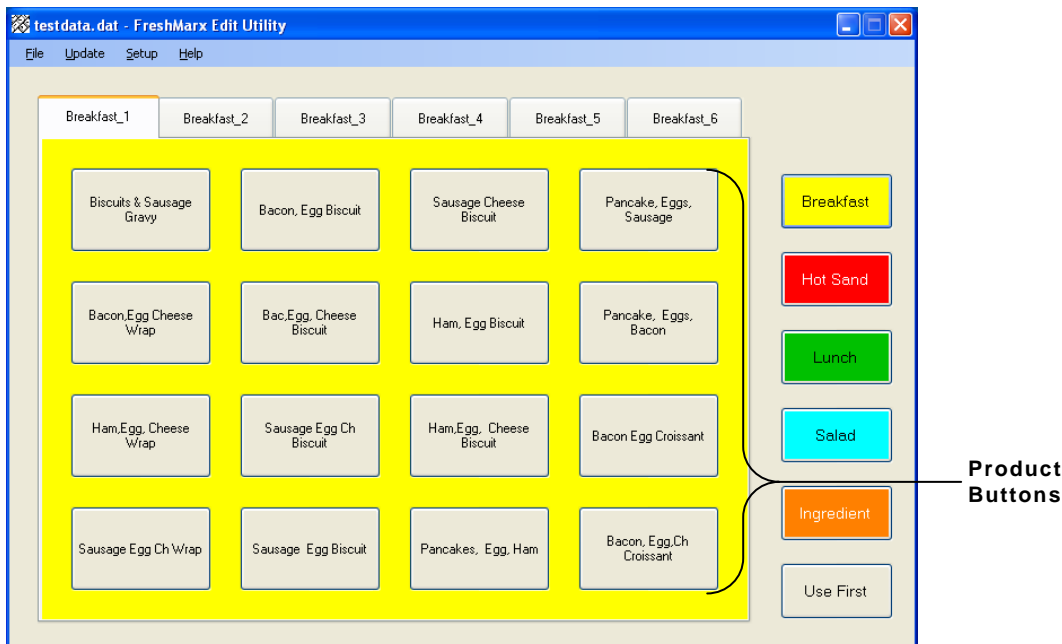 testdata.dat - FreshMarx Edit Utility
File Update Setup Help
Breakfast_1 Breakfast_2 Breakfast_3 Breakfast_4 Breakfast_5 Breakfast_6
Biscuits & Sausage
Gravy
Bacon, Egg Biscuit
Sausage Cheese
Biscuit
Pancake, Eggs,
Sausage
Breakfast
Bacon,Egg Cheese
Wrap
Bac,Egg, Cheese
Biscuit
Ham, Egg Biscuit
Pancake, Eggs,
Bacon
Hot Sand
Lunch
Ham,Egg, Cheese
Wrap
Sausage Egg Ch
Biscuit
Ham,Egg, Cheese
Biscuit
Bacon Egg Croissant
Salad
Product
Buttons
Ingredient
Sausage Egg Ch Wrap
Sausage Egg Biscuit
Pancakes, Egg, Ham
Bacon, Egg,Ch
Croissant
Use First